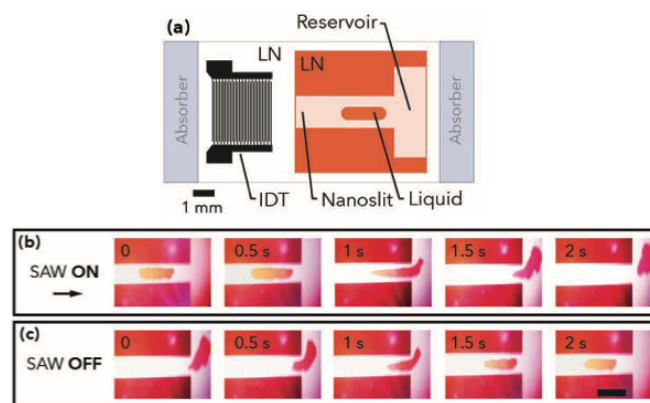 (a)
Reservoir
LN
LN
Absorber
Absorber
IDT
Nanoslit
Liquid
1 mm
(b)
SAW ON
0
0.5 s
1 s
1.5 s
2 s
(c)
SAW OFF
0
0.5 s
1 s
1.5 s
2 s